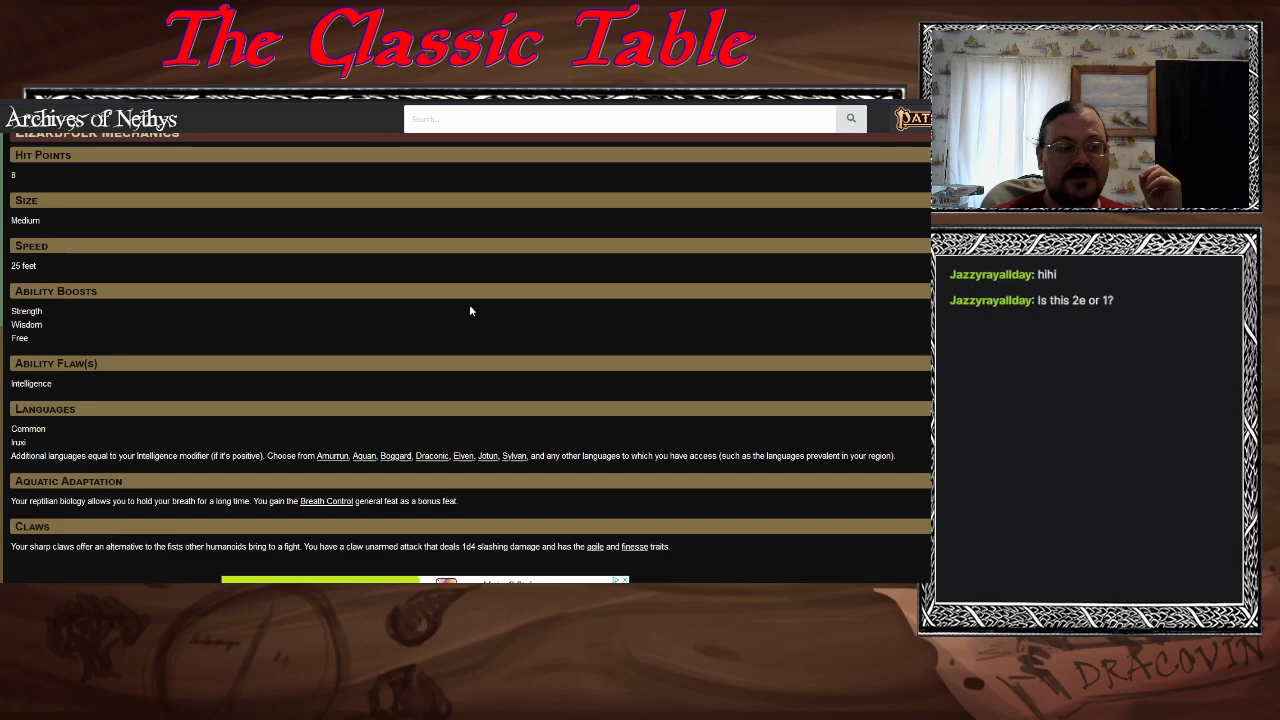 The Classic Table
Archives of Nethys
Search...
PAT
Lizardfolk Mechanics
Hit Points
8
Size
Medium
Speed
25 feet
Ability Boosts
Strength
Wisdom
Free
Ability Flaw(s)
Intelligence
Languages
Common
Iruxi
Additional languages equal to your Intelligence modifier (if it's positive). Choose from Amurrun, Aquan, Boggard, Draconic, Elven, Jotun, Sylvan, and any other languages to which you have access (such as the languages prevalent in your region).
Aquatic Adaptation
Your reptilian biology allows you to hold your breath for a long time. You gain the Breath Control general feat as a bonus feat.
Claws
Your sharp claws offer an alternative to the fists other humanoids bring to a fight. You have a claw unarmed attack that deals 1d4 slashing damage and has the agile and finesse traits.
Jazzyrayallday: hihi
Jazzyrayallday: Is this 2e or 1?
DRACOVIN